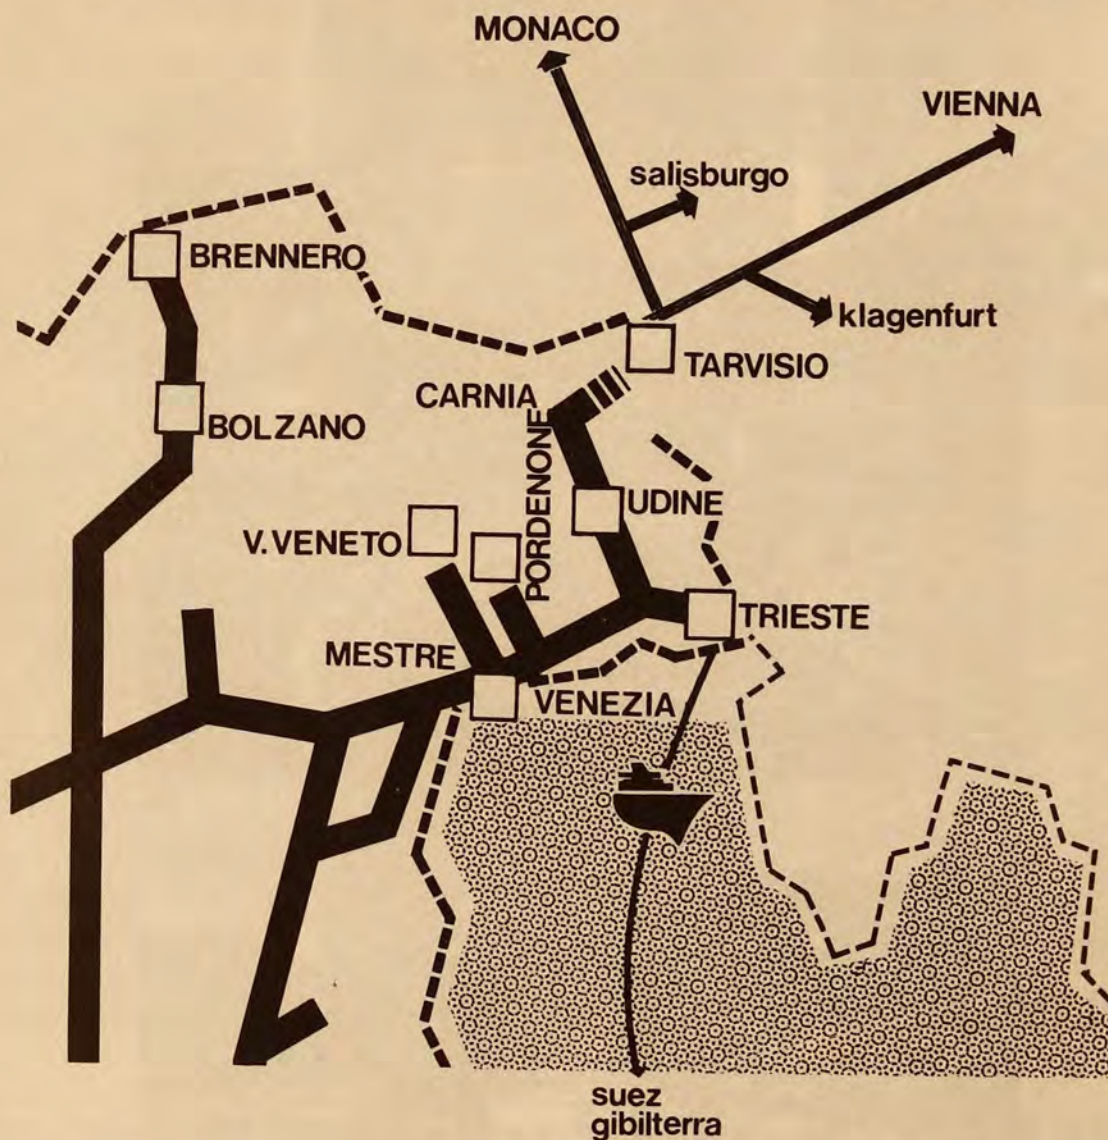 MONACO
VIENNA
salisburgo
BRENNERO
klagenfurt
TARVISIO
CARNIA
BOLZANO
PORDENONE
UDINE
V.VENETO
TRIESTE
MESTRE
VENEZIA
suez
gibilterra